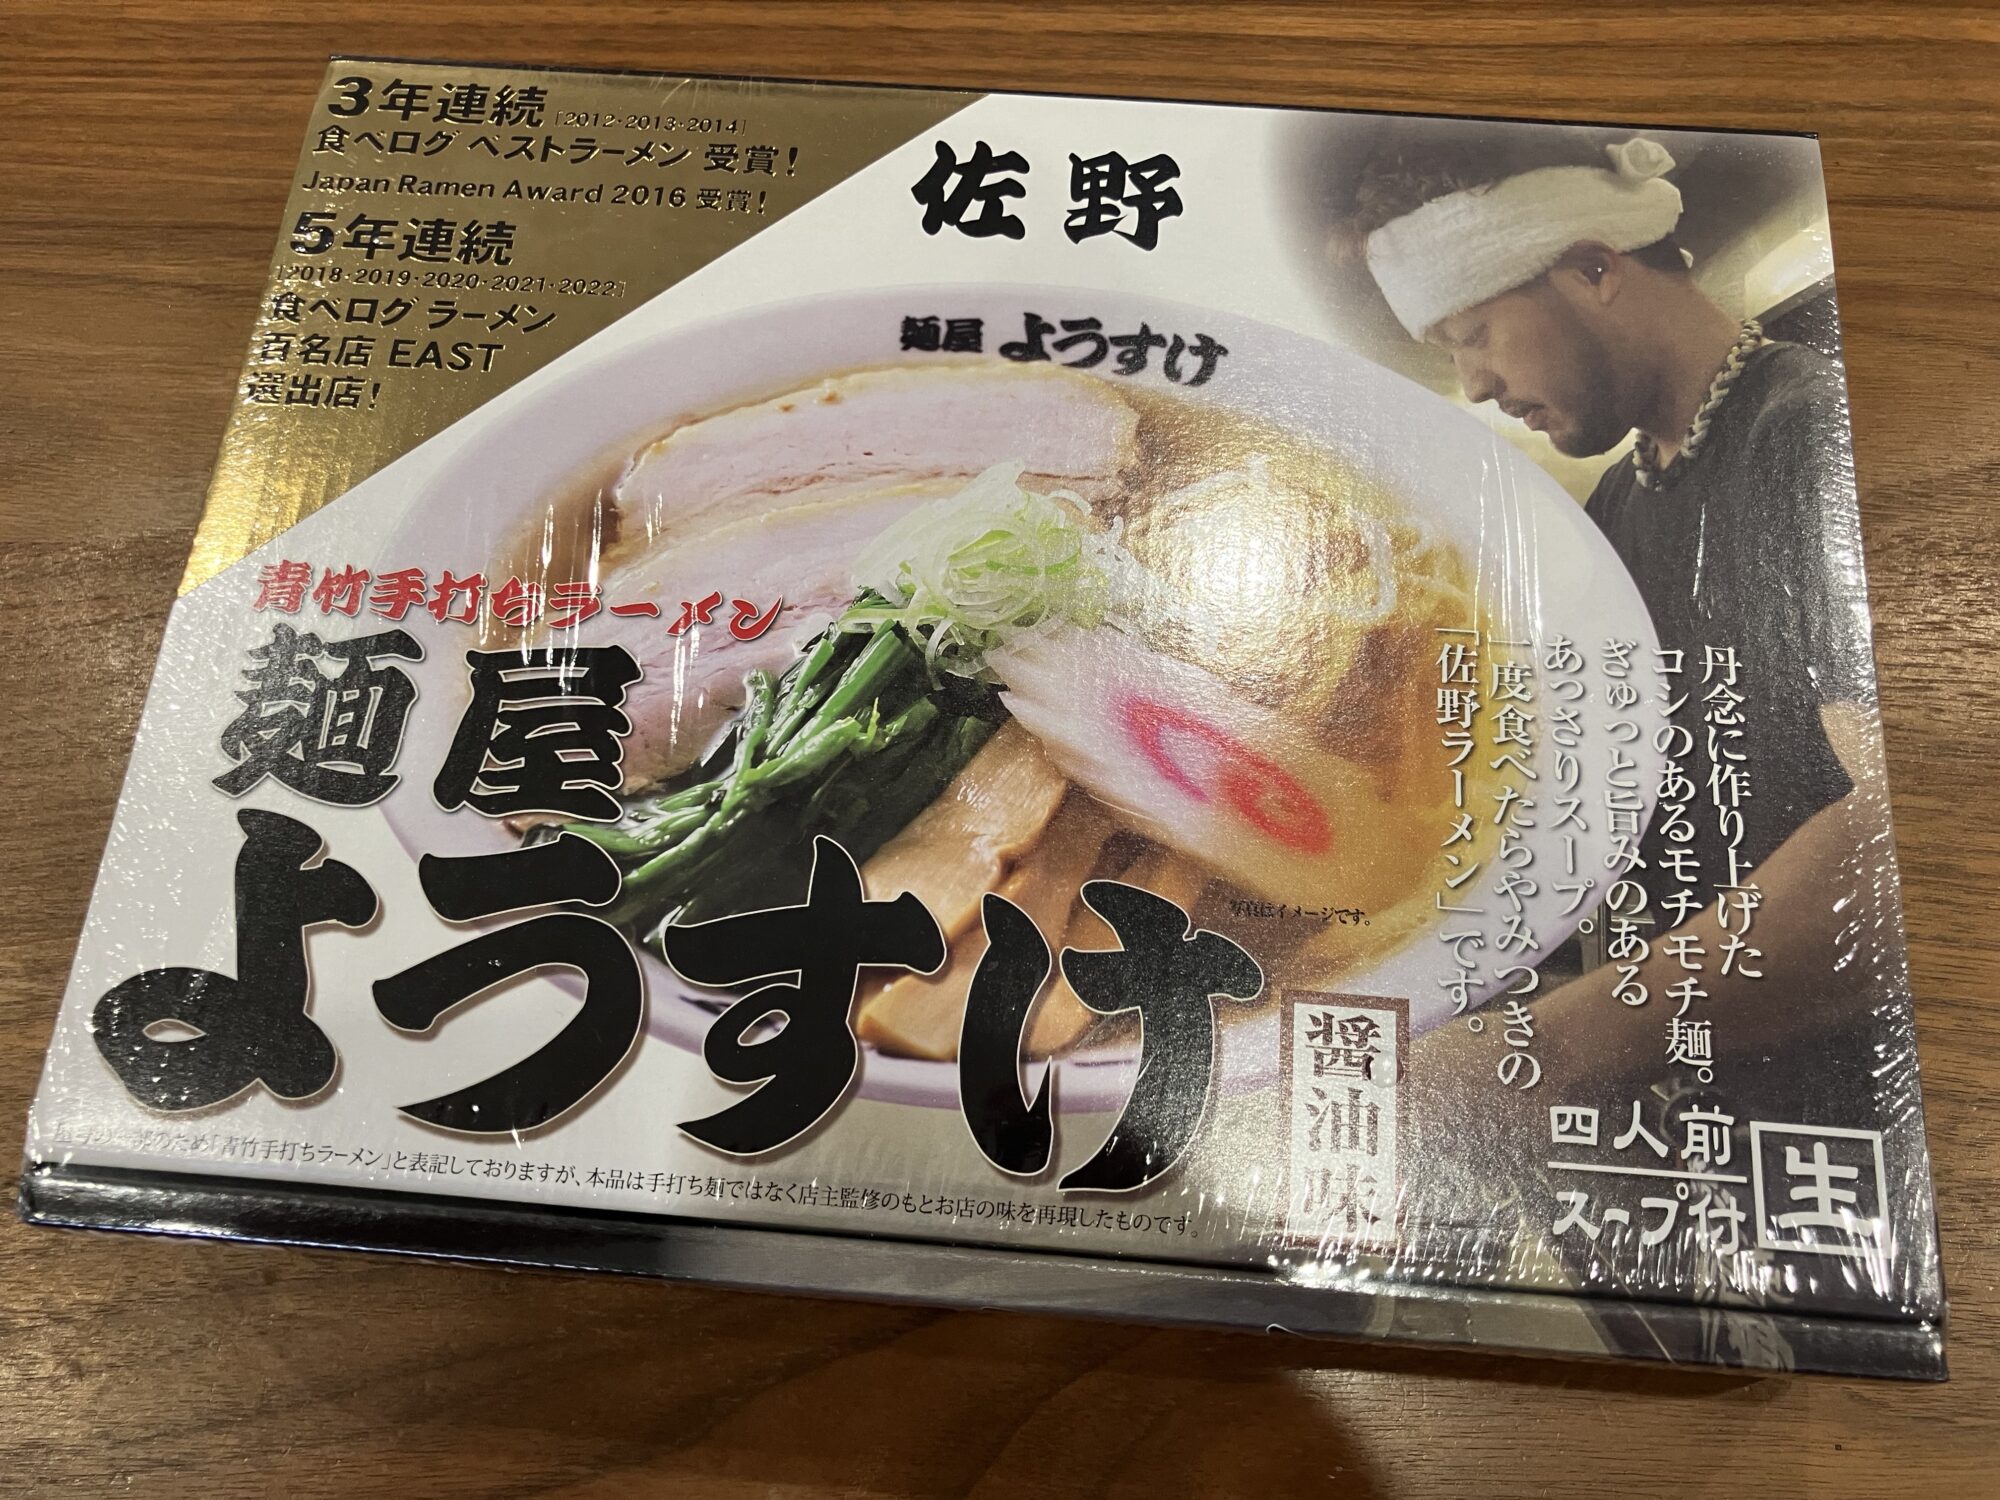 3年連続[2012・2013・2014]
食べログ ベストラーメン 受賞！
Japan Ramen Award 2016 受賞！
5年連続
[2018・2019・2020・2021・2022]
食べログ ラーメン
百名店 EAST
選出店！
佐野
麺屋 ようすけ
青竹手打ちラーメン
麺屋
ようすけ
丹念に作り上げた
コシのあるモチモチ麺。
ぎゅっと旨みのある
あっさりスープ。
一度食べたらやみつきの
「佐野ラーメン」です。
写真はイメージです。
醤油味
四人前
スープ付
生
のため「青竹手打ちラーメン」と表記しておりますが、本品は手打ち麺ではなく店主監修のもとお店の味を再現したものです。